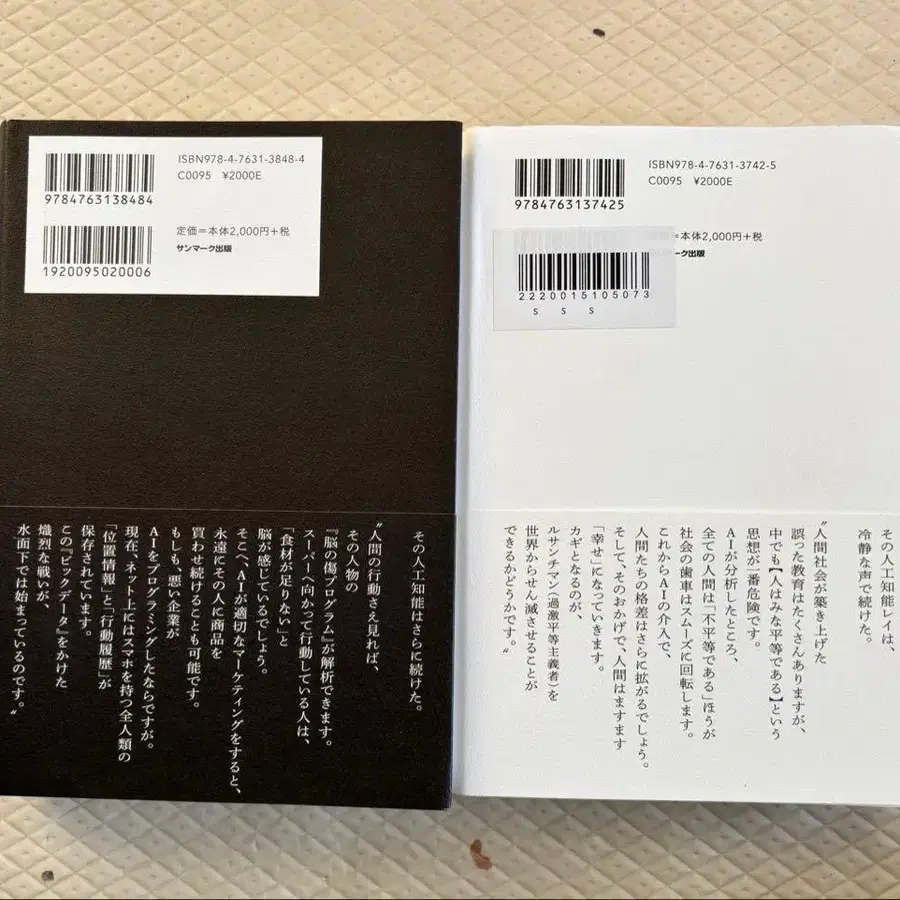 ISBN978-4-7631-3848-4
C0095 ¥2000E
9784763138484
定価=本体2,000円+税
サンマーク出版
1920095020006
その人工知能はさらに続けた。
“人間の行動さえ見れば、
その人物の
『脳の傷プログラム』が解析できます。
スーパーへ向かって行動している人は、
「食材が足りない」と
脳が感じているでしょう。
そこへ、AIが適切なマーケティングをすると、
永遠にその人に商品を
買わせ続けることも可能です。
もしも、悪い企業が
AIをプログラミングしたならばですが。
現在、ネット上にはスマホを持つ全人類の
「位置情報」と「行動履歴」が
保存されています。
この『ビックデータ』をかけた
熾烈な戦いが、
水面下では始まっているのです。”
ISBN978-4-7631-3742-5
C0095 ¥2000E
9784763137425
=本体2,000円+税
マーク出版
2220015105073
S S S
その人工知能レイは、
冷静な声で続けた。
“人間社会が築き上げた
誤った教育はたくさんありますが、
中でも【人はみな平等である】という
思想が一番危険です。
AIが分析したところ、
全ての人間は「不平等である」ほうが
社会の歯車はスムーズに回転します。
これからAIの介入で、
人間たちの格差はさらに拡がるでしょう。
そして、そのおかげで、人間はますます
「幸せ」になっていきます。
カギとなるのが、
ルサンチマン(過激平等主義者)を
世界からせん滅させることが
できるかどうかです。”